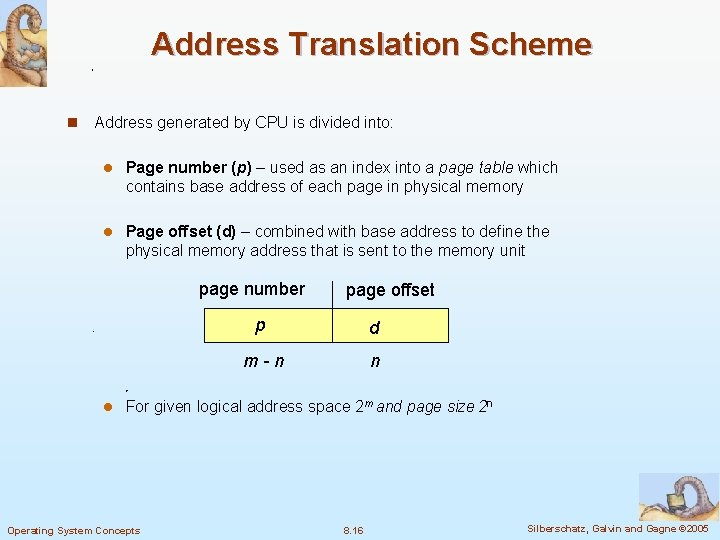 Address Translation Scheme
Address generated by CPU is divided into:
Page number (p) – used as an index into a page table which
contains base address of each page in physical memory
Page offset (d) – combined with base address to define the
physical memory address that is sent to the memory unit
page number page offset
p d
m - n n
For given logical address space 2^m and page size 2^n
Operating System Concepts 8.16 Silberschatz, Galvin and Gagne ©2005